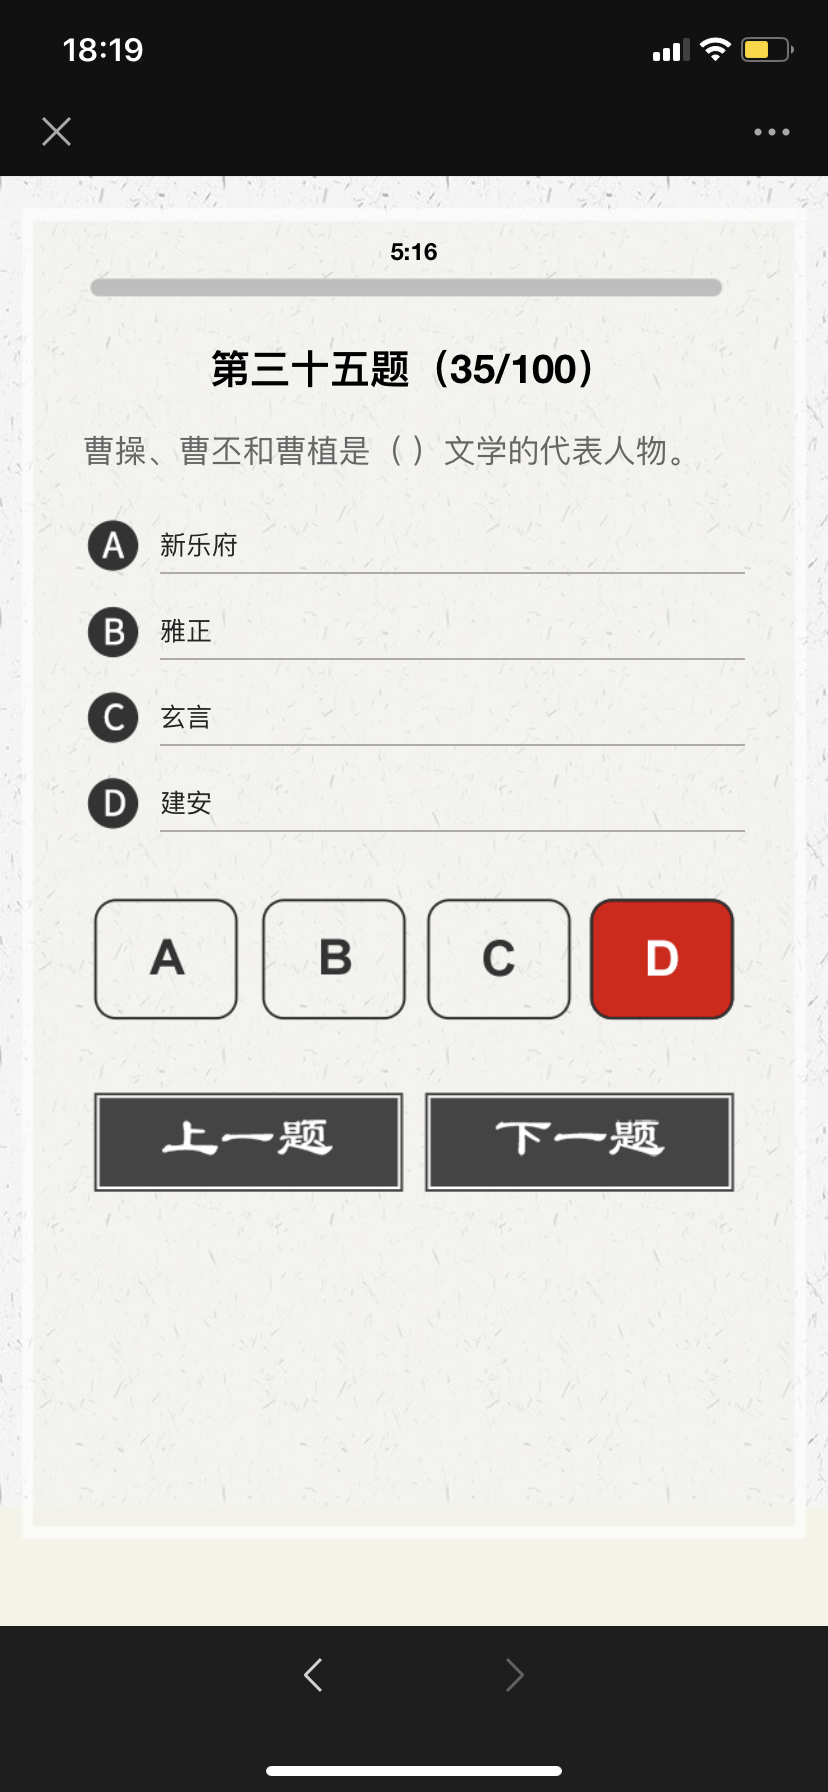 18:19
5:16
第三十五题（35/100）
曹操、曹丕和曹植是（ ）文学的代表人物。
A 新乐府
B 雅正
C 玄言
D 建安
A B C D
上一题 下一题